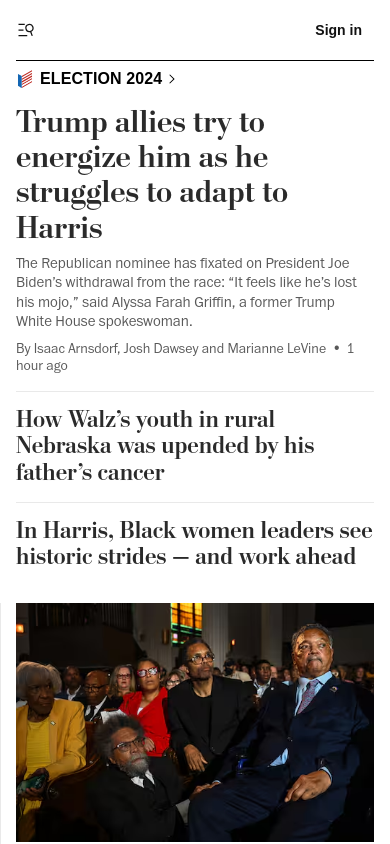 Sign in
ELECTION 2024
Trump allies try to
energize him as he
struggles to adapt to
Harris
The Republican nominee has fixated on President Joe
Biden’s withdrawal from the race: “It feels like he’s lost
his mojo,” said Alyssa Farah Griffin, a former Trump
White House spokeswoman.
By Isaac Arnsdorf, Josh Dawsey and Marianne LeVine • 1
hour ago
How Walz’s youth in rural
Nebraska was upended by his
father’s cancer
In Harris, Black women leaders see
historic strides — and work ahead